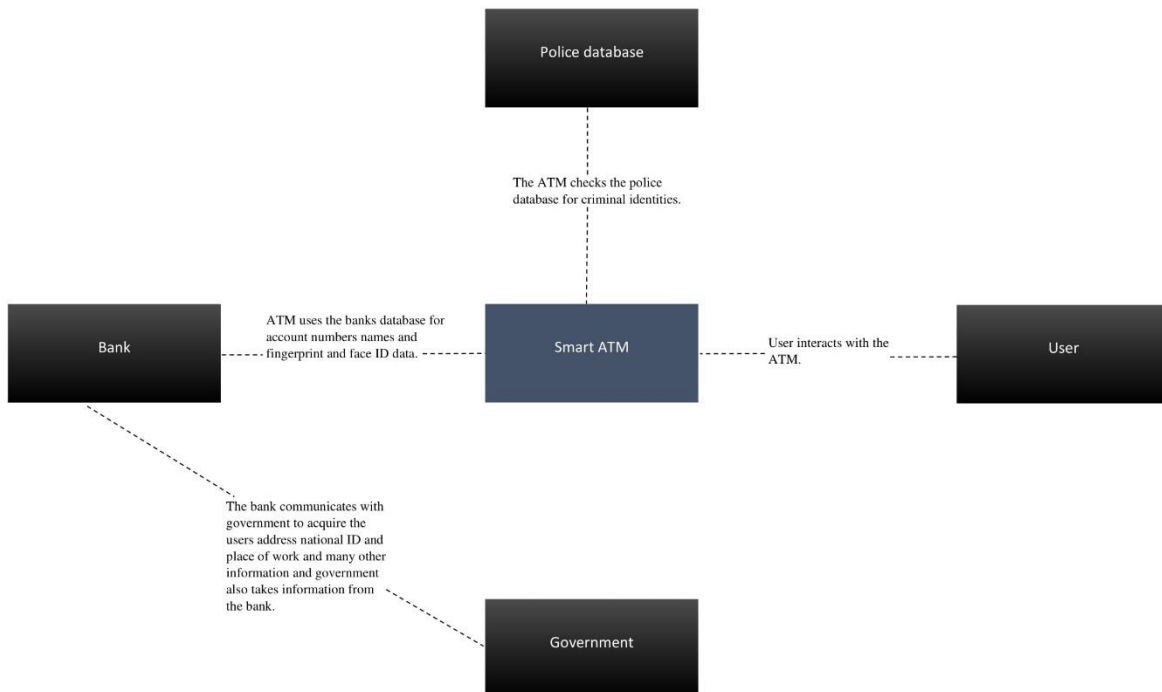 Police database
The ATM checks the police
database for criminal identities.
Bank
ATM uses the banks database for
account numbers names and
fingerprint and face ID data.
Smart ATM
User interacts with the
ATM.
User
The bank communicates with
government to acquire the
users address national ID and
place of work and many other
information and government
also takes information from
the bank.
Government